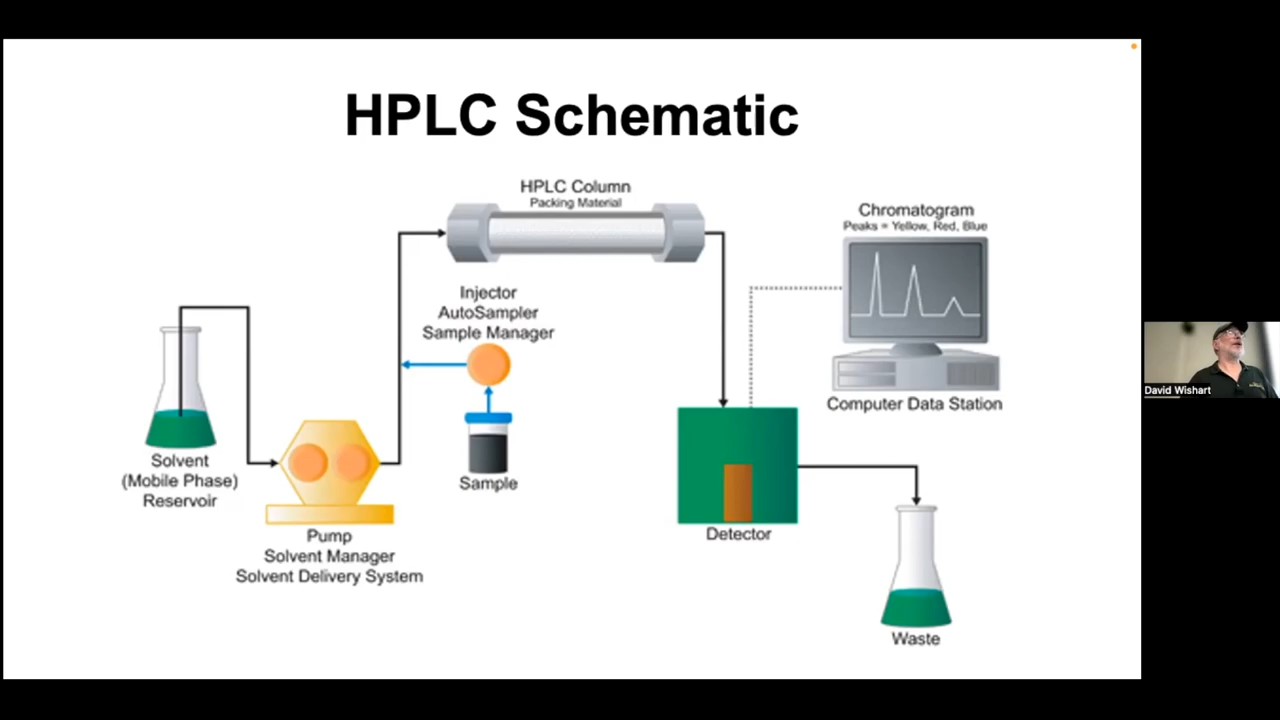 HPLC Schematic
HPLC Column
Packing Material
Chromatogram
Peaks = Yellow, Red, Blue
Injector
AutoSampler
Sample Manager
Computer Data Station
Solvent
(Mobile Phase)
Reservoir
Sample
Pump
Solvent Manager
Solvent Delivery System
Detector
Waste
David Wishart